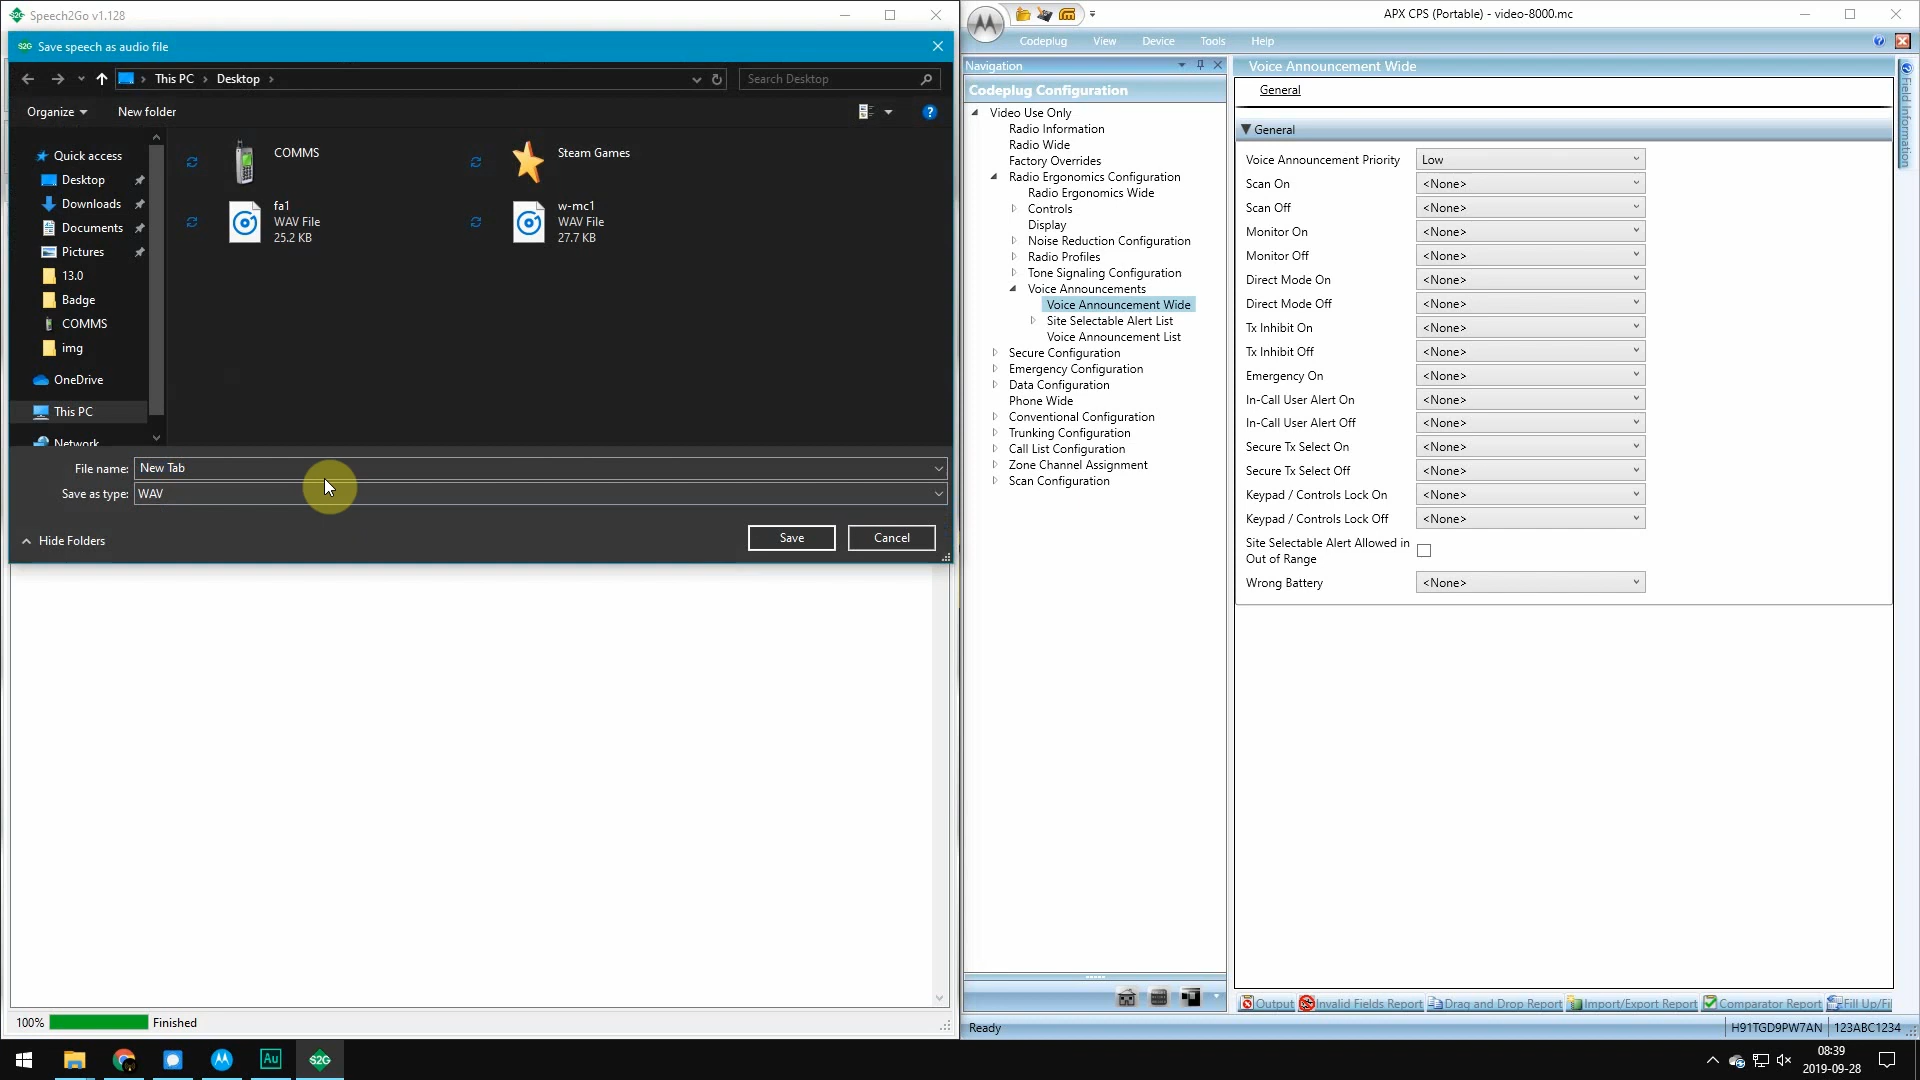 Speech2Go v1.128
S2G Save speech as audio file
This PC > Desktop >
Search Desktop
Organize
New folder
Quick access
Desktop
Downloads
Documents
Pictures
13.0
Badge
COMMS
img
OneDrive
This PC
Network
COMMS
Steam Games
fa1
WAV File
25.2 KB
w-mc1
WAV File
27.7 KB
File name: New Tab
Save as type: WAV
Hide Folders
Save
Cancel
100%
Finished
APX CPS (Portable) - video-8000.mc
Codeplug View Device Tools Help
Navigation
Codeplug Configuration
Video Use Only
Radio Information
Radio Wide
Factory Overrides
Radio Ergonomics Configuration
Radio Ergonomics Wide
Controls
Display
Noise Reduction Configuration
Radio Profiles
Tone Signaling Configuration
Voice Announcements
Voice Announcement Wide
Site Selectable Alert List
Voice Announcement List
Secure Configuration
Emergency Configuration
Data Configuration
Phone Wide
Conventional Configuration
Trunking Configuration
Call List Configuration
Zone Channel Assignment
Scan Configuration
Voice Announcement Wide
General
General
Voice Announcement Priority Low
Scan On <None>
Scan Off <None>
Monitor On <None>
Monitor Off <None>
Direct Mode On <None>
Direct Mode Off <None>
Tx Inhibit On <None>
Tx Inhibit Off <None>
Emergency On <None>
In-Call User Alert On <None>
In-Call User Alert Off <None>
Secure Tx Select On <None>
Secure Tx Select Off <None>
Keypad / Controls Lock On <None>
Keypad / Controls Lock Off <None>
Site Selectable Alert Allowed in
Out of Range
Wrong Battery <None>
Field Information
Output Invalid Fields Report Drag and Drop Report Import/Export Report Comparator Report Fill Up/Fi
Ready
H91TGD9PW7AN 123ABC1234
Au
S2G
08:39
2019-09-28